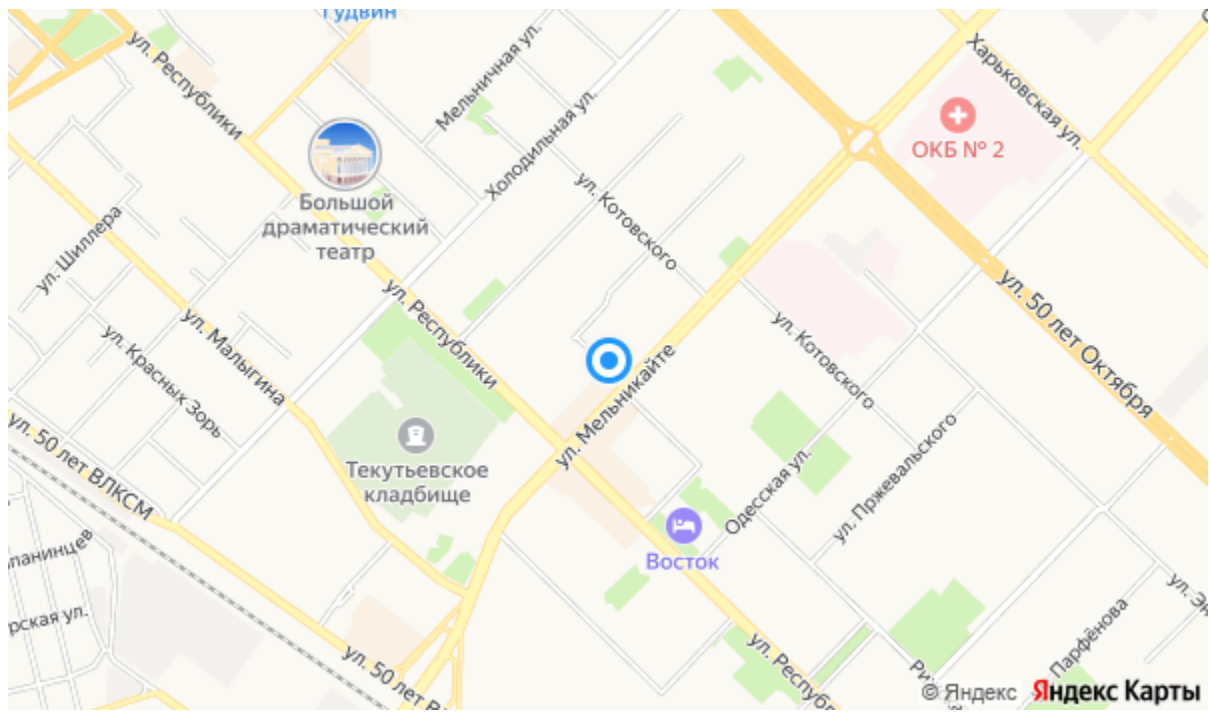 Гудвин
ул. Республики
Мельничная ул.
Холодильная ул.
Харьковская ул.
ОКБ № 2
Большой
драматический
театр
ул. Котовского
ул. Шиллера
ул. Республики
ул. Малыгина
ул. Красных Зорь
ул. 50 лет Октября
ул. Котовского
ул. Мельникайте
ул. 50 лет ВЛКСМ
Текутьевское
кладбище
Одесская ул.
ул. Пржевальского
Восток
ул. 50 лет
ул. Парфёнова
© Яндекс Яндекс Карты